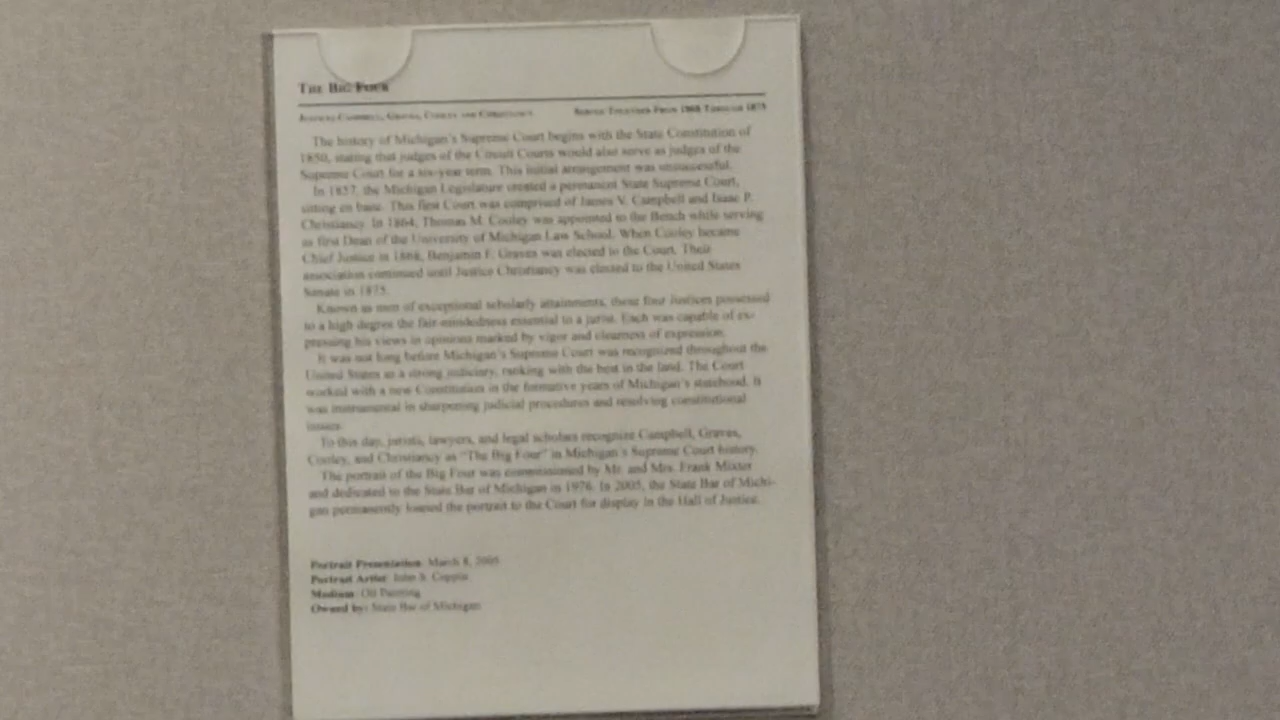 THE BIG FOUR
JUSTICES CAMPBELL, GRAVES, COOLEY AND CHRISTIANCY SERVED TOGETHER FROM 1868 THROUGH 1875
The history of Michigan's Supreme Court begins with the State Constitution of
1850, stating that judges of the Circuit Courts would also serve as judges of the
Supreme Court for a six-year term. This initial arrangement was unsuccessful.
In 1857, the Michigan Legislature created a permanent State Supreme Court,
sitting en banc. This first Court was comprised of James V. Campbell and Isaac P.
Christiancy. In 1864, Thomas M. Cooley was appointed to the Bench while serving
as first Dean of the University of Michigan Law School. When Cooley became
Chief Justice in 1868, Benjamin F. Graves was elected to the Court. Their
association continued until Justice Christiancy was elected to the United States
Senate in 1875.
Known as men of exceptional scholarly attainments, these four Justices possessed
to a high degree the fair-mindedness essential to a jurist. Each was capable of ex-
pressing his views in opinions marked by vigor and clearness of expression.
It was not long before Michigan's Supreme Court was recognized throughout the
United States as a strong judiciary, ranking with the best in the land. The Court
worked with a new Constitution in the formative years of Michigan's statehood. It
was instrumental in sharpening judicial procedures and resolving constitutional
issues.
To this day, jurists, lawyers, and legal scholars recognize Campbell, Graves,
Cooley, and Christiancy as "The Big Four" in Michigan's Supreme Court history.
The portrait of the Big Four was commissioned by Mr. and Mrs. Frank Mixter
and dedicated to the State Bar of Michigan in 1976. In 2005, the State Bar of Michi-
gan permanently loaned the portrait to the Court for display in the Hall of Justice.
Portrait Presentation: March 8, 2005
Portrait Artist: John S. Coppin
Medium: Oil Painting
Owned by: State Bar of Michigan